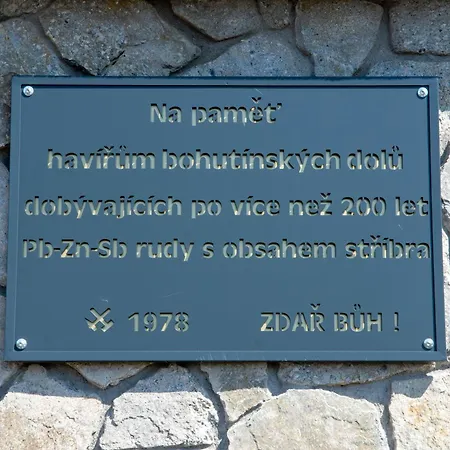 Na paměť
havířům bohutínských dolů
dobývajících po více než 200 let
Pb-Zn-Sb rudy s obsahem stříbra
⚒ 1978 ZDAŘ BŮH !